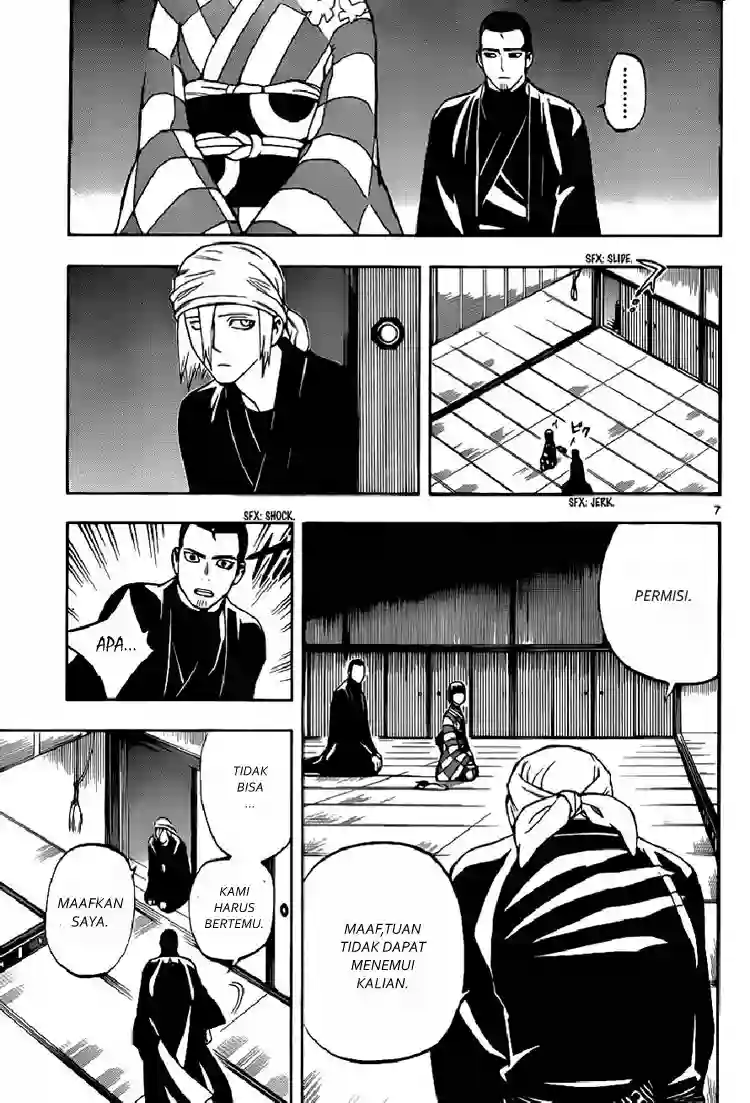 .......
SFX: SLIDE.
SFX: JERK.
7
PERMISI.
MAAF,TUAN
TIDAK DAPAT
MENEMUI
KALIAN.
SFX: SHOCK.
APA...
TIDAK
BISA
...
KAMI
HARUS
BERTEMU.
MAAFKAN
SAYA.